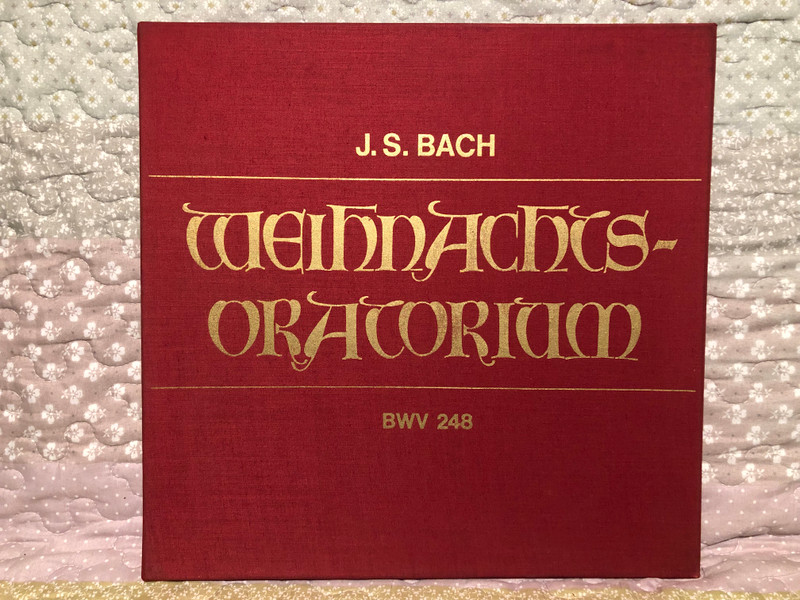 J. S. BACH
WEIHNACHTS-
ORATORIUM
BWV 248